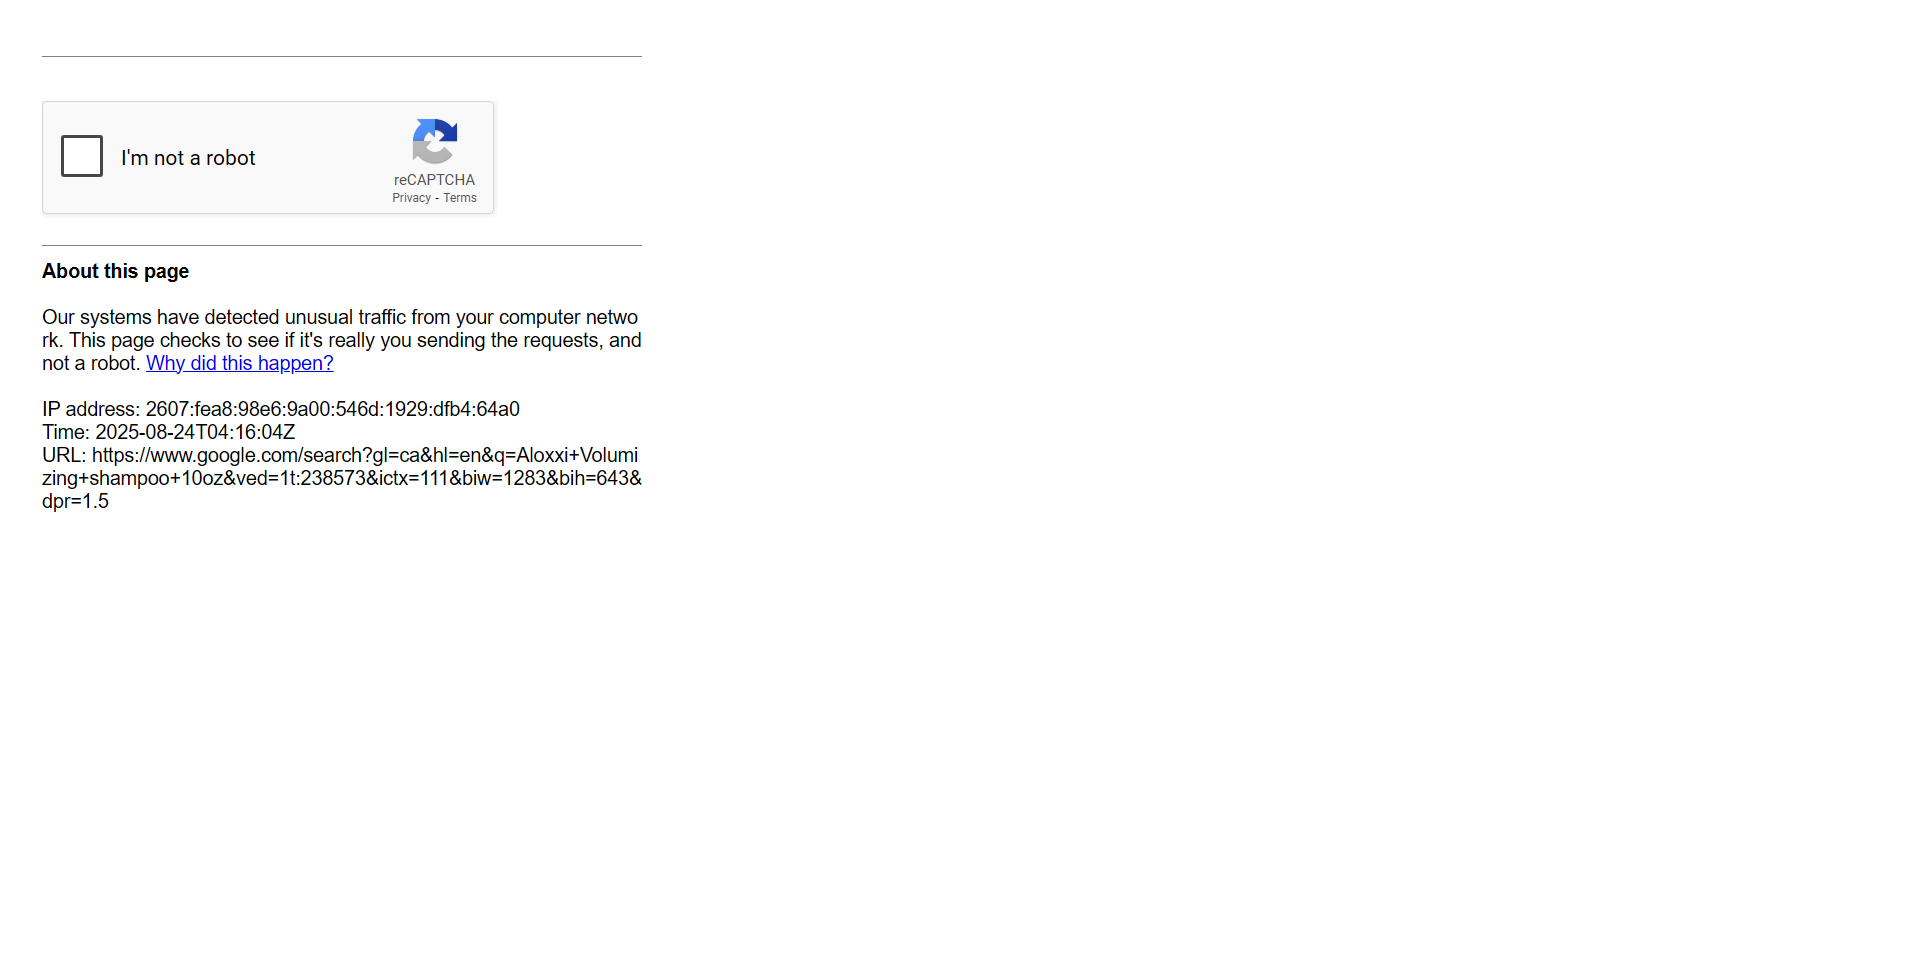 I'm not a robot
reCAPTCHA
Privacy - Terms
About this page
Our systems have detected unusual traffic from your computer netwo
rk. This page checks to see if it's really you sending the requests, and
not a robot. Why did this happen?
IP address: 2607:fea8:98e6:9a00:546d:1929:dfb4:64a0
Time: 2025-08-24T04:16:04Z
URL: https://www.google.com/search?gl=ca&hl=en&q=Aloxxi+Volumi
zing+shampoo+10oz&ved=1t:238573&ictx=111&biw=1283&bih=643&
dpr=1.5